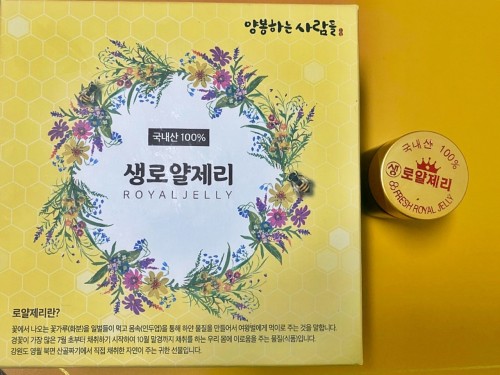 양봉하는 사람들
국내산 100%
생로얄제리
ROYAL JELLY
로얄제리란?
꽃에서 나오는 꽃가루(화분)을 일벌들이 먹고 몸속(인두앱)을 통해 하얀 물질을 만들어서 여왕벌에게 먹이로 주는 것을 말합니다.
겹꽃이 가장 많은 7월 초부터 채취하기 시작하여 10월 말경까지 채취를 하는 우리 몸에 이로움을 주는 물질(식품)입니다.
강원도 영월 북면 산골짜기에서 직접 채취한 자연이 주는 귀한 선물입니다.
국내산 100%
생 로얄제리
FRESH ROYAL JELLY